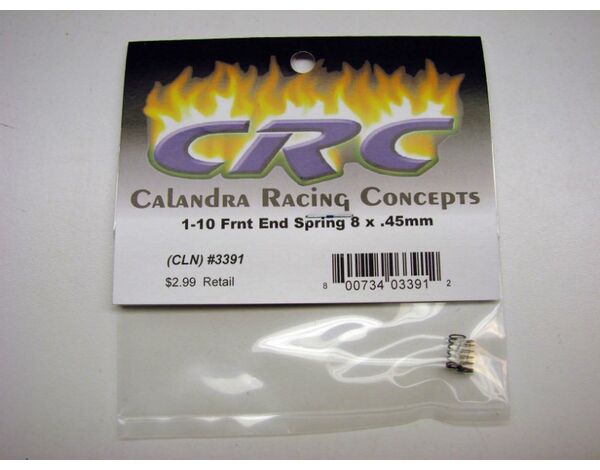 CRC
Calandra Racing Concepts
1-10 Frnt End Spring 8 x .45mm
(CLN) #3391
$2.99 Retail
8 00734 03391 2